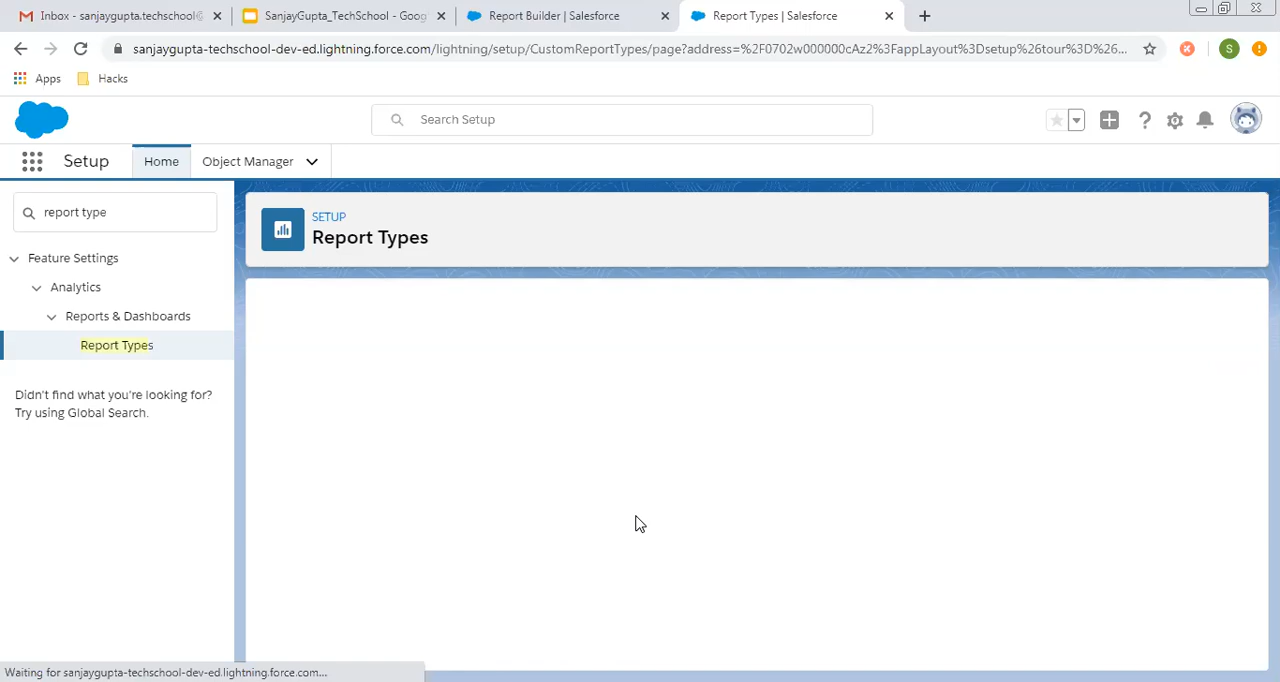 Inbox - sanjaygupta.techschool@
SanjayGupta_TechSchool - Goog
Report Builder | Salesforce
Report Types | Salesforce
sanjaygupta-techschool-dev-ed.lightning.force.com/lightning/setup/CustomReportTypes/page?address=%2F0702w000000cAz2%3FappLayout%3Dsetup%26tour%3D%26...
S
Apps
Hacks
Search Setup
Setup
Home
Object Manager
report type
SETUP
Report Types
Feature Settings
Analytics
Reports & Dashboards
Report Types
Didn't find what you're looking for?
Try using Global Search.
Waiting for sanjaygupta-techschool-dev-ed.lightning.force.com...